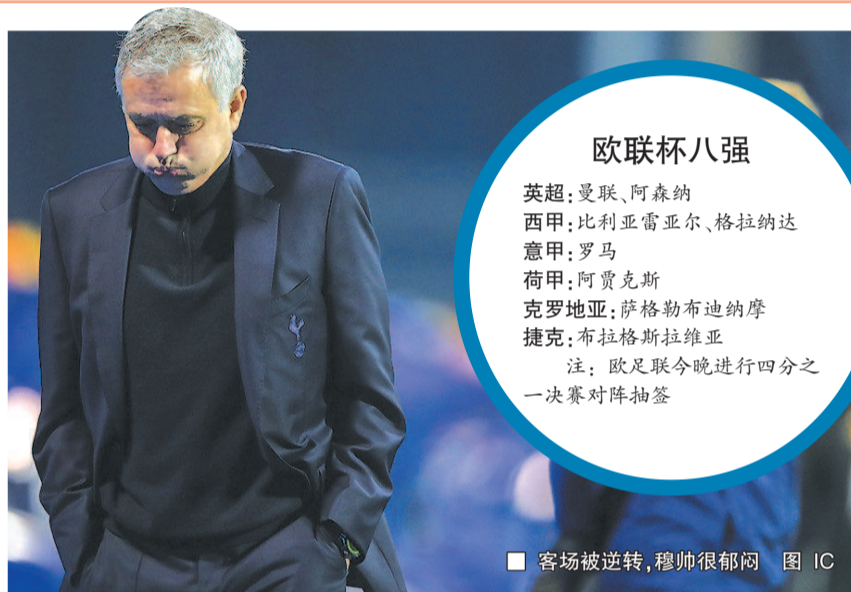 欧联杯八强
英超:曼联、阿森纳
西甲:比利亚雷亚尔、格拉纳达
意甲:罗马
荷甲:阿贾克斯
克罗地亚:萨格勒布迪纳摩
捷克:布拉格斯拉维亚
注：欧足联今晚进行四分之
一决赛对阵抽签
■ 客场被逆转,穆帅很郁闷 图 IC